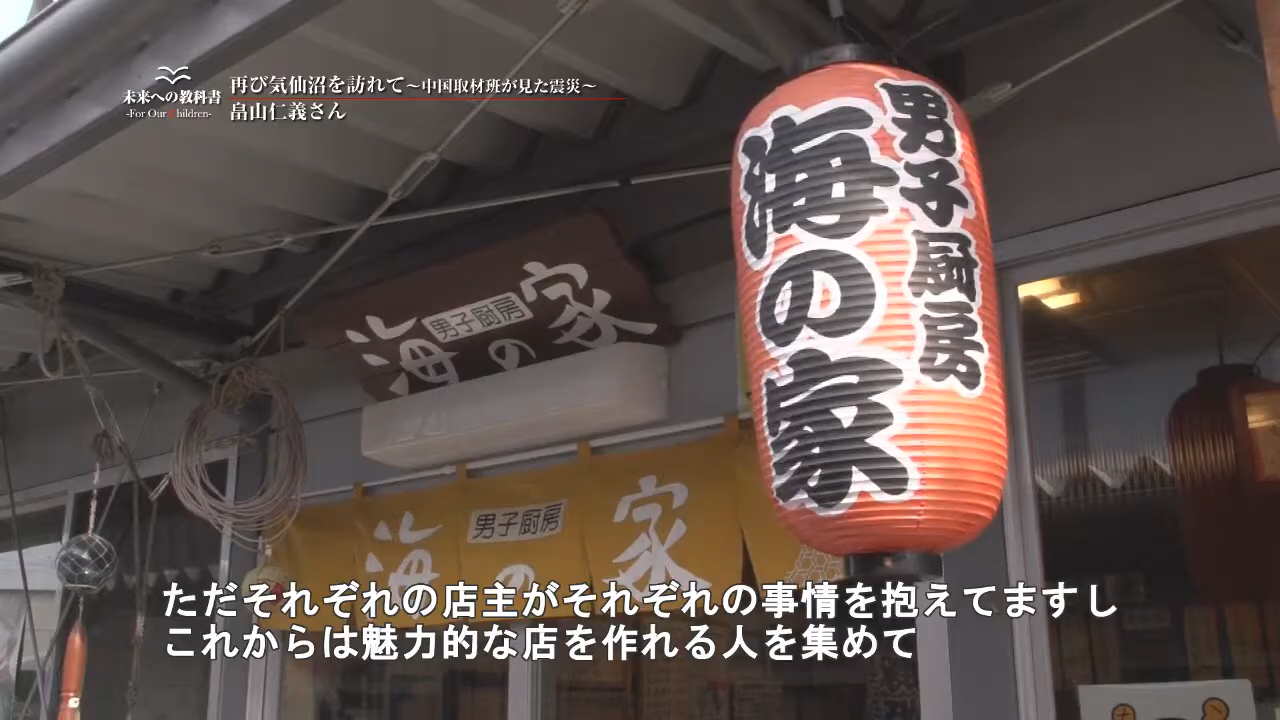 未来への教科書
-For Our Children-
再び気仙沼を訪れて~中国取材班が見た震災~
畠山仁義さん
男子厨房
海の家
海の家
男子厨房
海の家
男子厨房
ただそれぞれの店主がそれぞれの事情を抱えてますし
これからは魅力的な店を作れる人を集めて